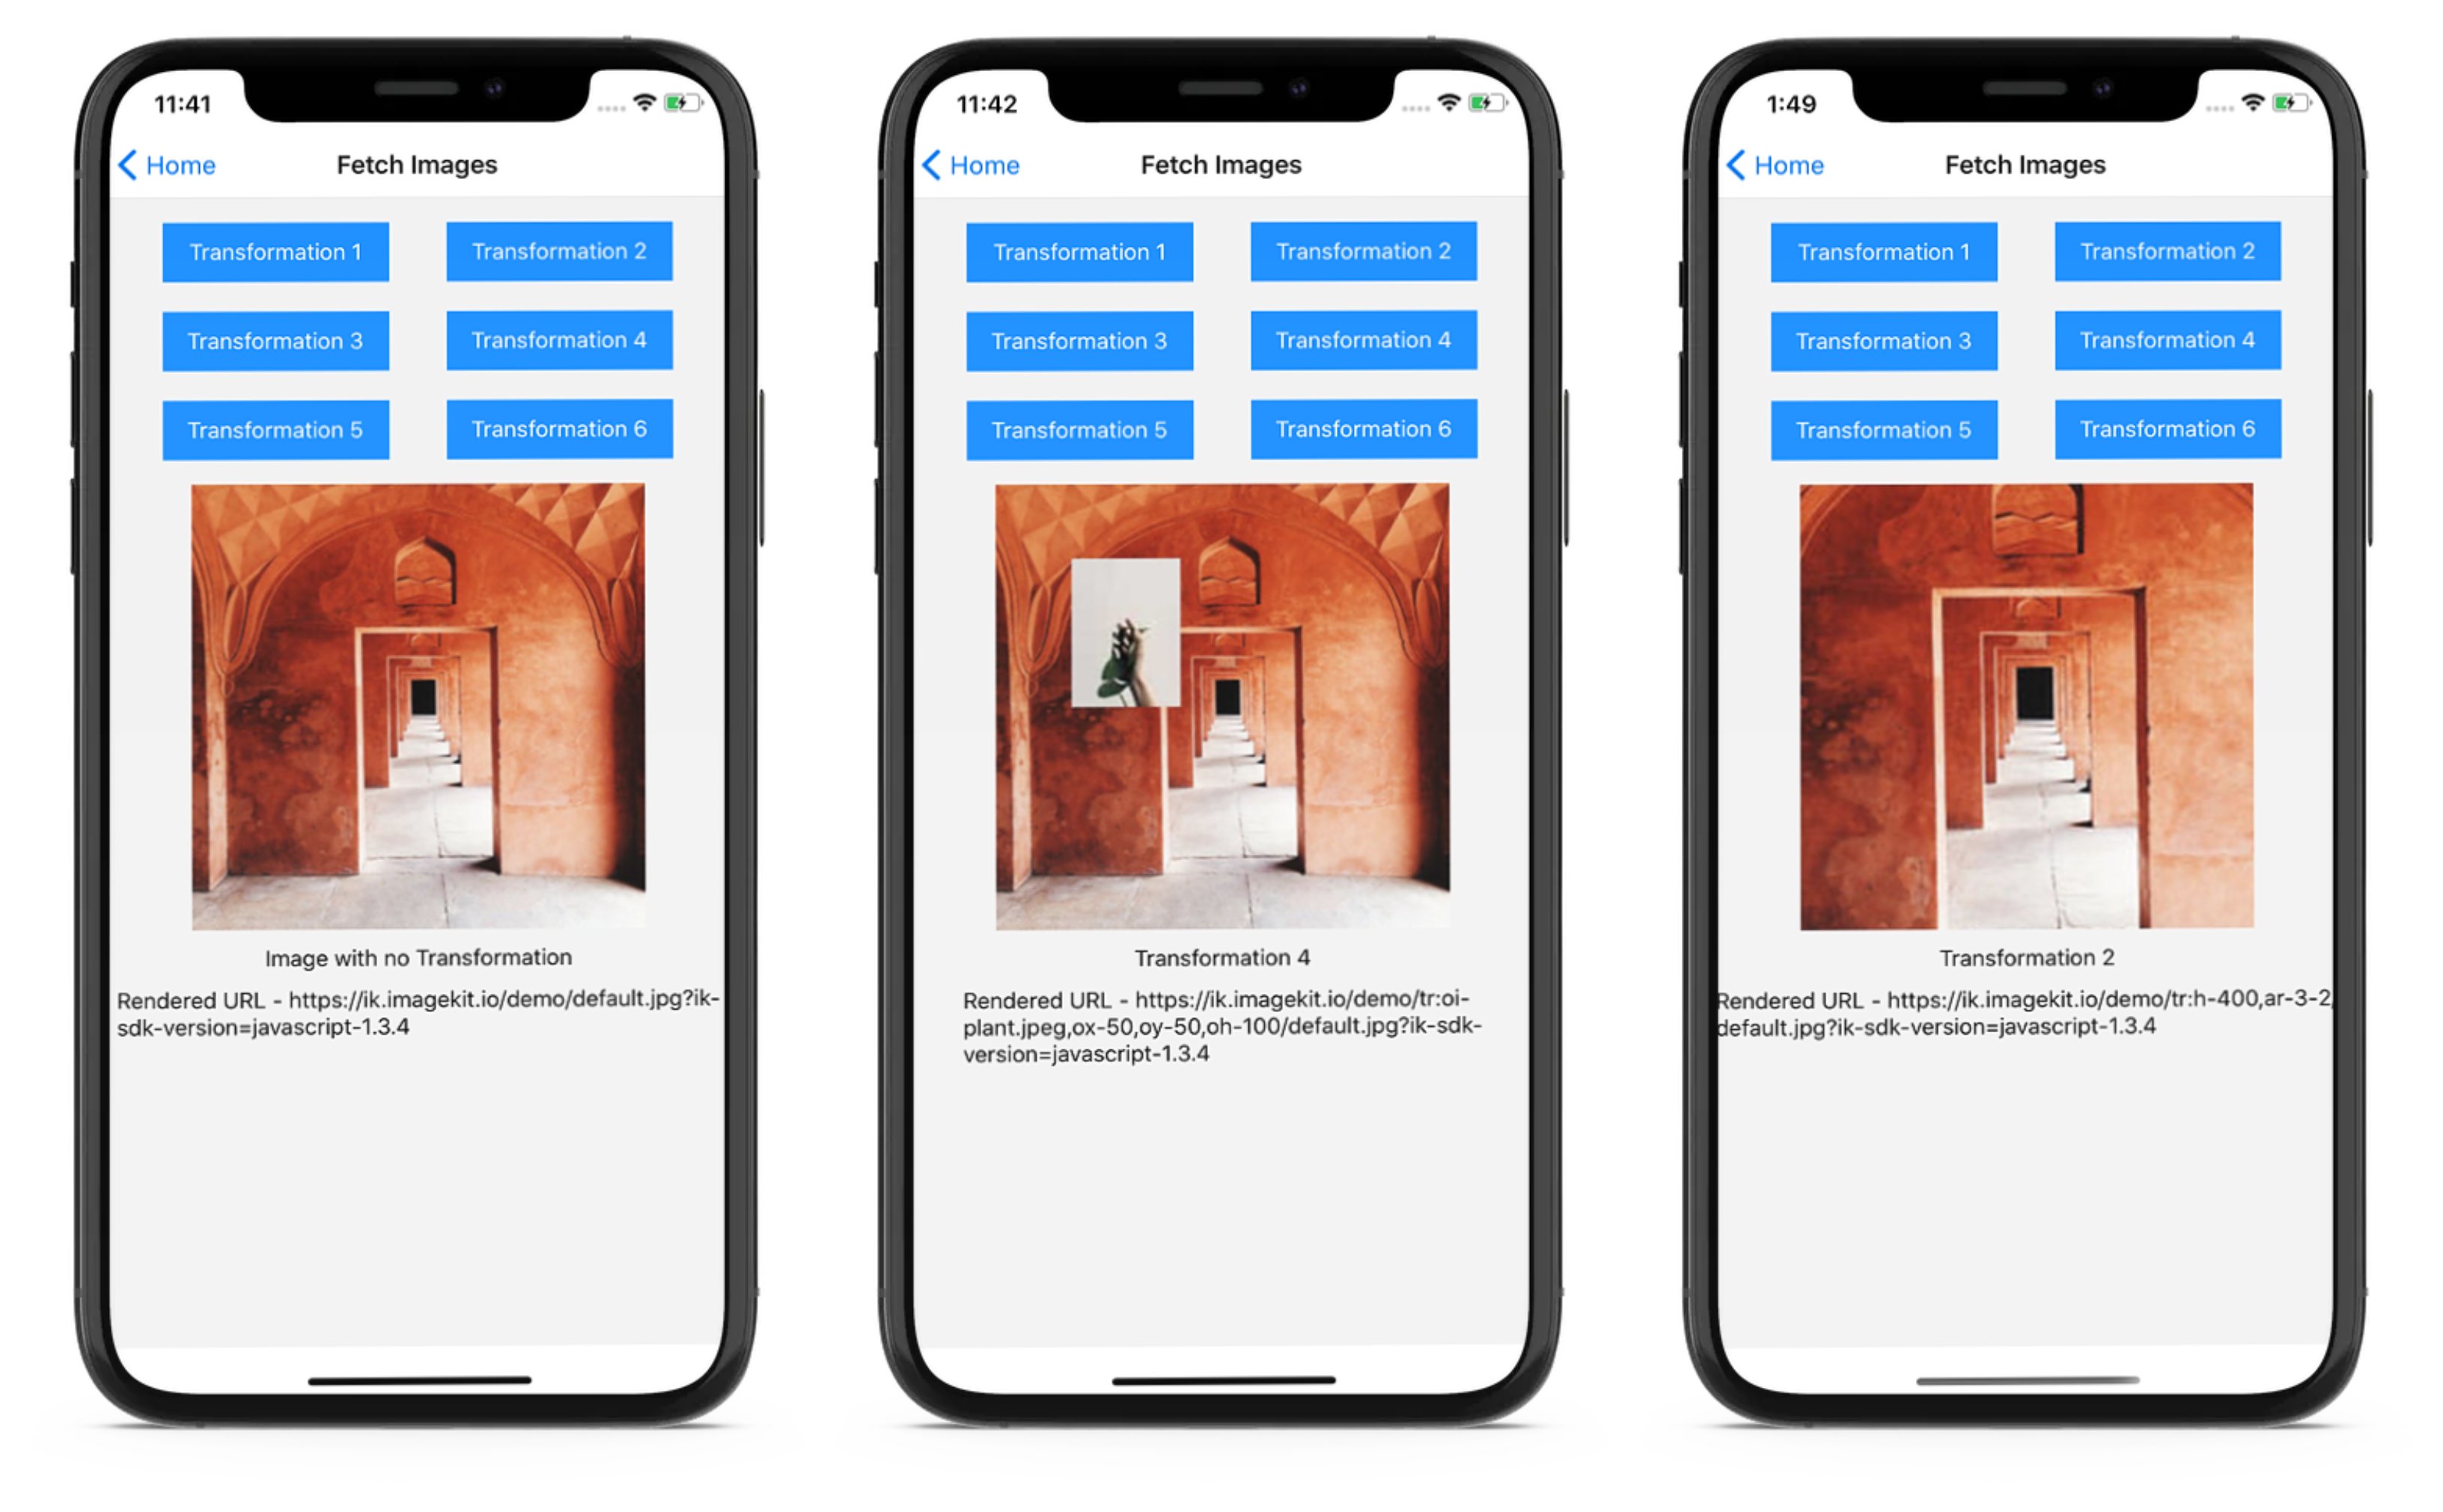 11:41
Home
Fetch Images
Transformation 1
Transformation 2
Transformation 3
Transformation 4
Transformation 5
Transformation 6
Image with no Transformation
Rendered URL - https://ik.imagekit.io/demo/default.jpg?ik-
sdk-version=javascript-1.3.4
11:42
Home
Fetch Images
Transformation 1
Transformation 2
Transformation 3
Transformation 4
Transformation 5
Transformation 6
Transformation 4
Rendered URL - https://ik.imagekit.io/demo/tr:oi-
plant.jpeg,ox-50,oy-50,oh-100/default.jpg?ik-sdk-
version=javascript-1.3.4
1:49
Home
Fetch Images
Transformation 1
Transformation 2
Transformation 3
Transformation 4
Transformation 5
Transformation 6
Transformation 2
Rendered URL - https://ik.imagekit.io/demo/tr:h-400,ar-3-2/
default.jpg?ik-sdk-version=javascript-1.3.4